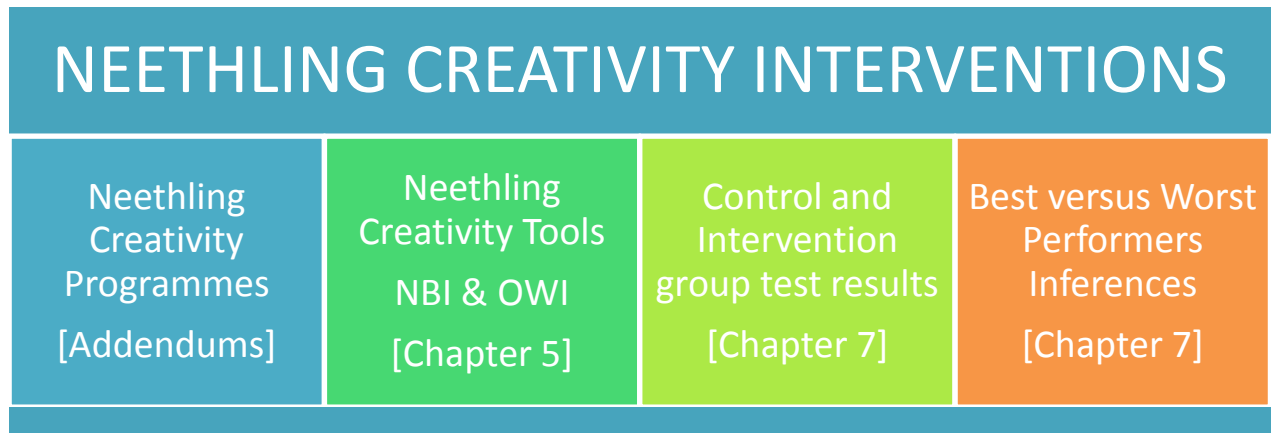 NEETHLING CREATIVITY INTERVENTIONS
Neethling
Creativity
Programmes
[Addendums]
Neethling
Creativity Tools
NBI & OWI
[Chapter 5]
Control and
Intervention
group test results
[Chapter 7]
Best versus Worst
Performers
Inferences
[Chapter 7]